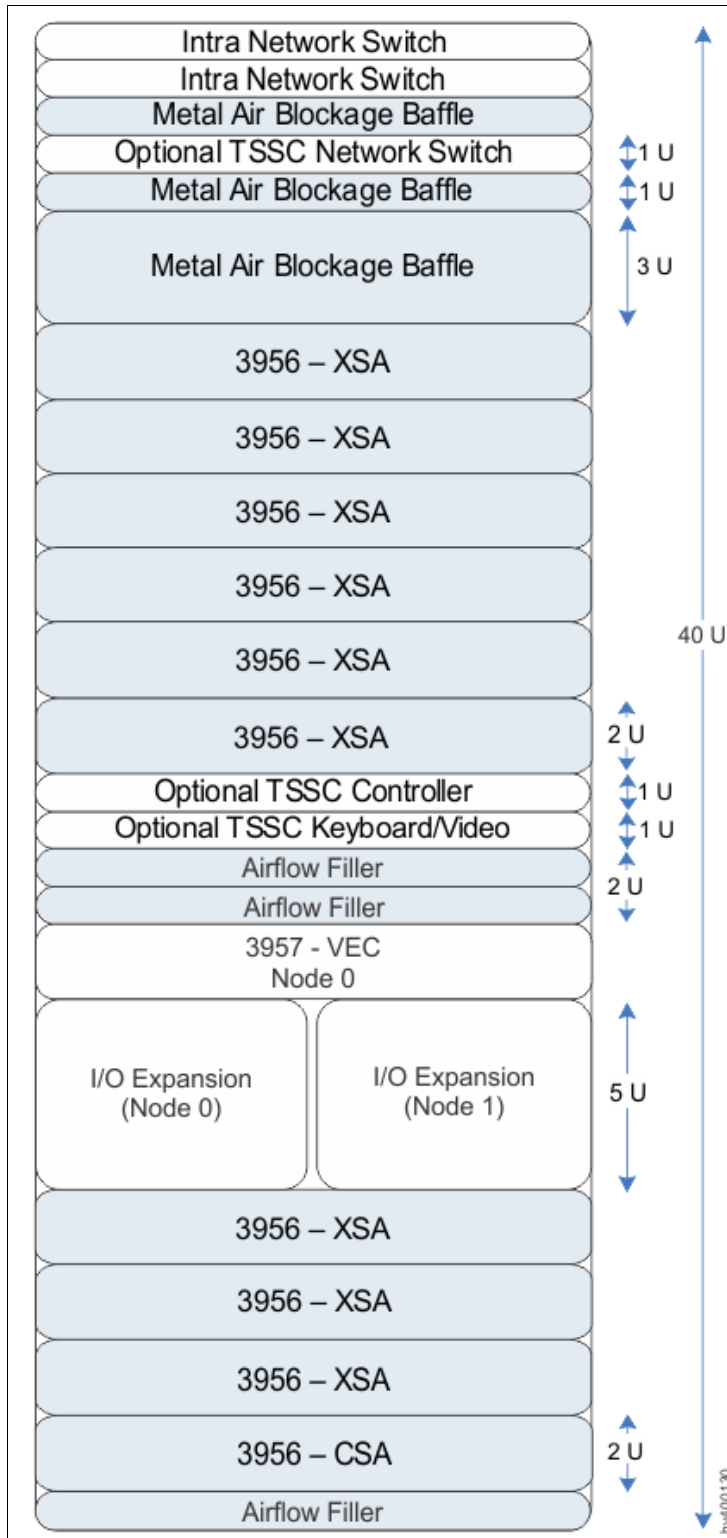 Intra Network Switch
Intra Network Switch
Metal Air Blockage Baffle
Optional TSSC Network Switch
1 U
Metal Air Blockage Baffle
1 U
Metal Air Blockage Baffle
3 U
3956 – XSA
3956 – XSA
3956 – XSA
3956 – XSA
3956 – XSA
40 U
3956 – XSA
2 U
Optional TSSC Controller
1 U
Optional TSSC Keyboard/Video
1 U
Airflow Filler
2 U
Airflow Filler
3957 - VEC
Node 0
I/O Expansion
(Node 0)
I/O Expansion
(Node 1)
5 U
3956 – XSA
3956 – XSA
3956 – XSA
3956 – CSA
2 U
Airflow Filler